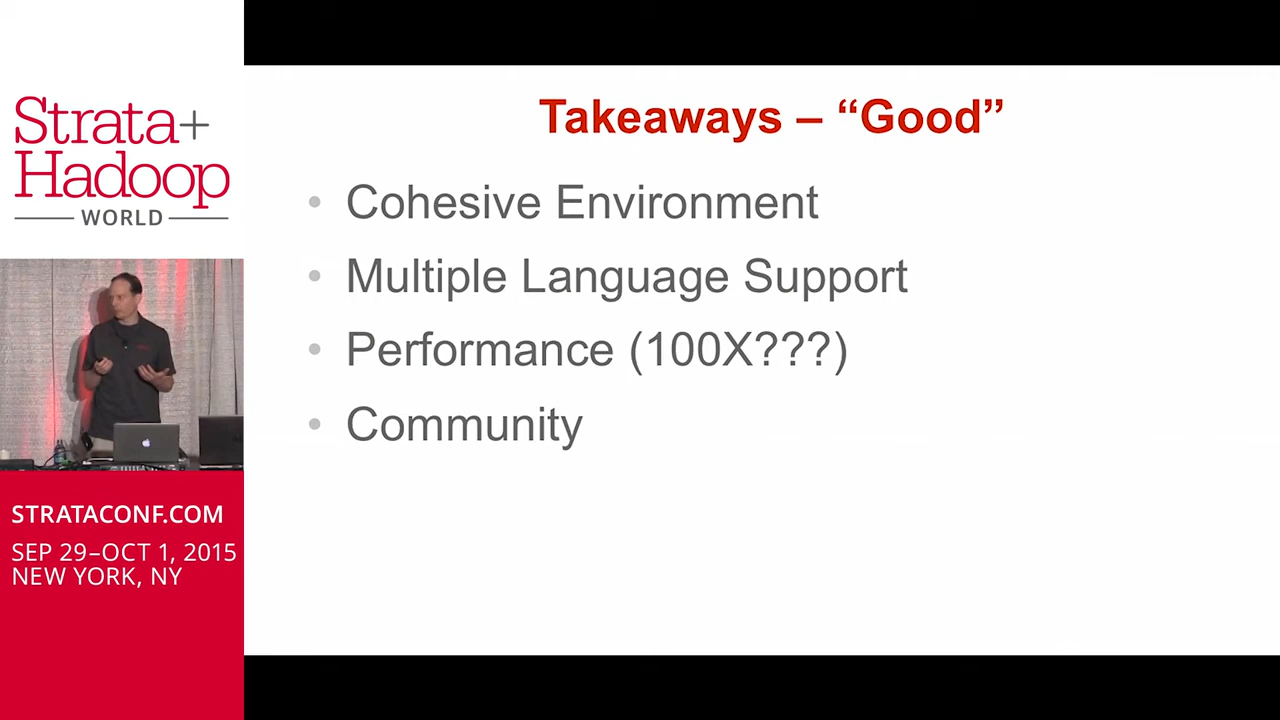 Strata+
Hadoop
WORLD
STRATACONF.COM
SEP 29–OCT 1, 2015
NEW YORK, NY
Takeaways – “Good”
• Cohesive Environment
• Multiple Language Support
• Performance (100X???)
• Community